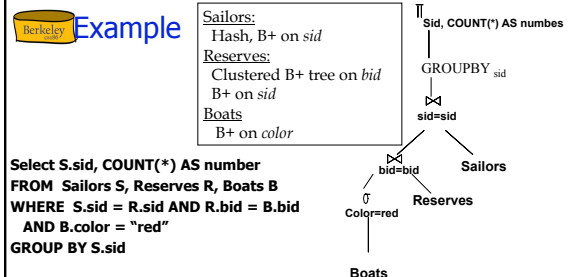 Berkeley
cs186
Example
Sailors:
Hash, B+ on sid
Reserves:
Clustered B+ tree on bid
B+ on sid
Boats
B+ on color
Select S.sid, COUNT(*) AS number
FROM Sailors S, Reserves R, Boats B
WHERE S.sid = R.sid AND R.bid = B.bid
AND B.color = “red”
GROUP BY S.sid
π
Sid, COUNT(*) AS numbes
GROUPBY sid
⋈
sid=sid
⋈
bid=bid
Sailors
σ
Color=red
Reserves
Boats